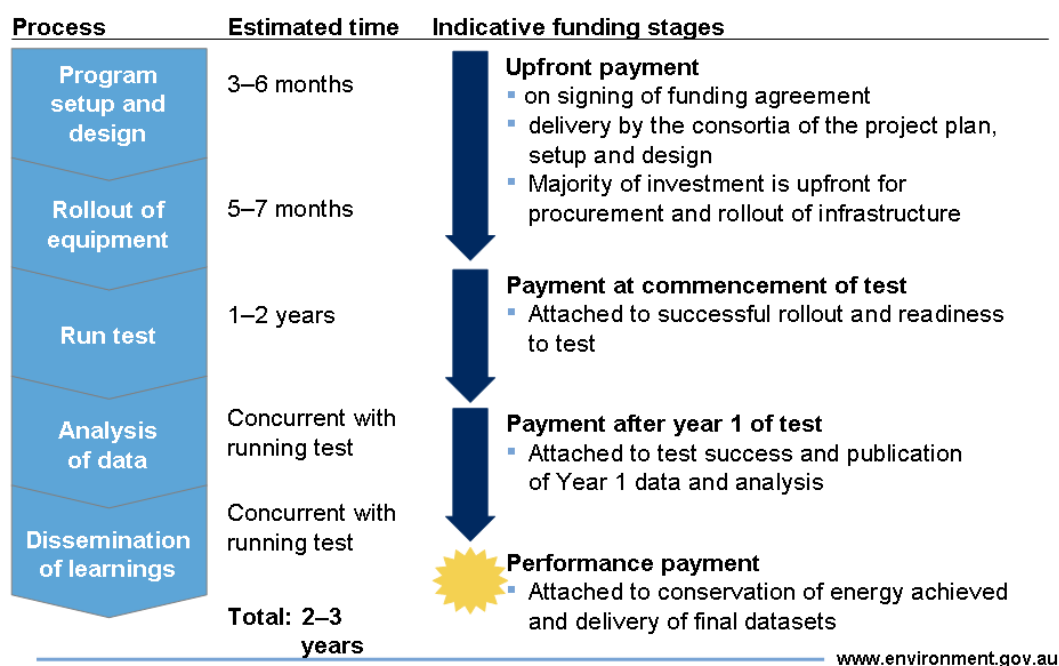 Process
Estimated time
Indicative funding stages
Program
setup and
design
3–6 months
Upfront payment
▪ on signing of funding agreement
▪ delivery by the consortia of the project plan,
setup and design
▪ Majority of investment is upfront for
procurement and rollout of infrastructure
Rollout of
equipment
5–7 months
Run test
1–2 years
Payment at commencement of test
▪ Attached to successful rollout and readiness
to test
Analysis
of data
Concurrent with
running test
Payment after year 1 of test
▪ Attached to test success and publication
of Year 1 data and analysis
Dissemination
of learnings
Concurrent with
running test
Performance payment
▪ Attached to conservation of energy achieved
and delivery of final datasets
Total: 2–3
years
www.environment.gov.au